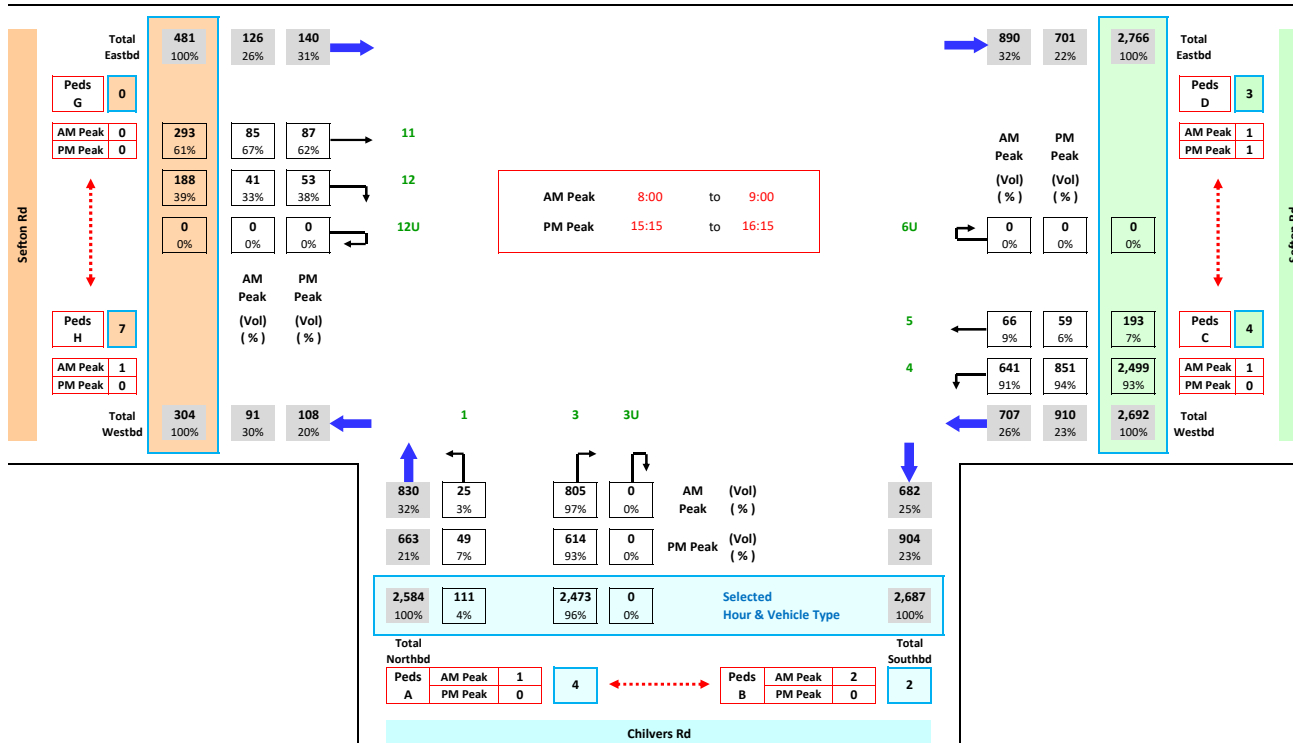 Total
Eastbd
481
100%
126
26%
140
31%
890
32%
701
22%
2,766
100%
Total
Eastbd
Peds
G
0
AM Peak 0
PM Peak 0
293
61%
85
67%
87
62%
11
188
39%
41
33%
53
38%
12
0
0%
0
0%
0
0%
12U
AM
Peak
(Vol)
( % )
PM
Peak
(Vol)
( % )
Sefton Rd
Peds
H
7
AM Peak 1
PM Peak 0
Total
Westbd
304
100%
91
30%
108
20%
AM Peak 8:00 to 9:00
PM Peak 15:15 to 16:15
AM
Peak
(Vol)
( % )
PM
Peak
(Vol)
( % )
Peds
D
3
AM Peak 1
PM Peak 1
6U
0
0%
0
0%
0
0%
Sefton Rd
5
66
9%
59
6%
193
7%
Peds
C
4
4
641
91%
851
94%
2,499
93%
AM Peak 1
PM Peak 0
707
26%
910
23%
2,692
100%
Total
Westbd
1 3 3U
830
32%
25
3%
805
97%
0
0%
AM
Peak
(Vol)
( % )
682
25%
663
21%
49
7%
614
93%
0
0%
PM Peak
(Vol)
( % )
904
23%
2,584
100%
111
4%
2,473
96%
0
0%
Selected
Hour & Vehicle Type
2,687
100%
Total
Northbd
Total
Southbd
Peds
A
AM Peak 1
PM Peak 0
4
Peds
B
AM Peak 2
PM Peak 0
2
Chilvers Rd